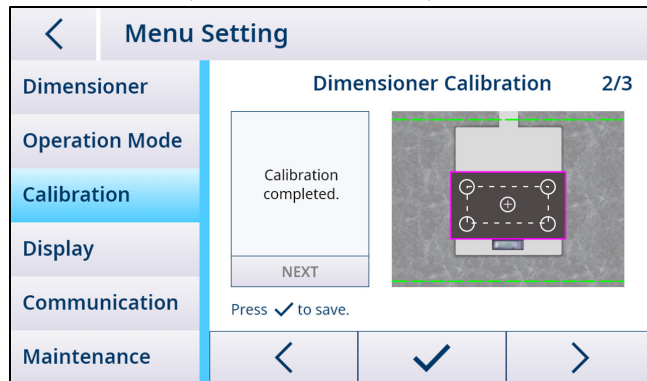 Menu Setting
Dimensioner
Operation Mode
Calibration
Display
Communication
Maintenance
Dimensioner Calibration 2/3
Calibration
completed.
NEXT
Press ✓ to save.